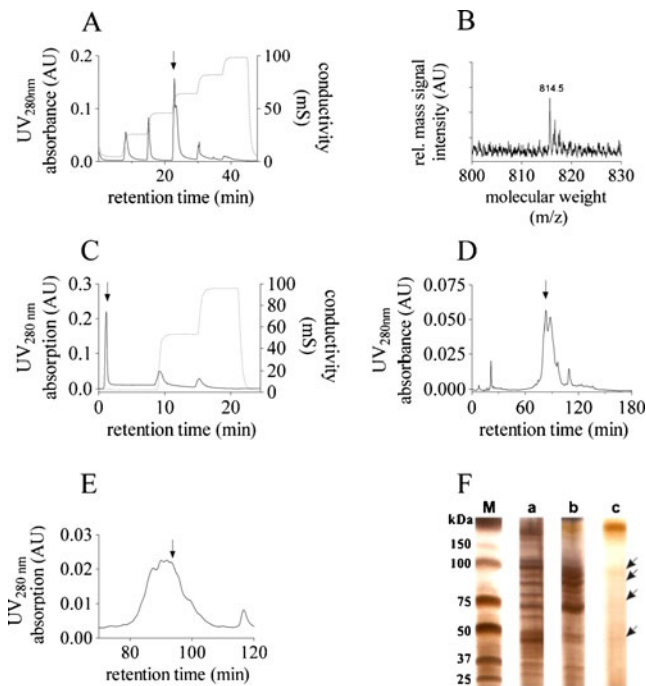 A
UV280nm absorbance (AU)
0.2
0.1
0.0
100
75
50
25
0
conductivity (mS)
0 20 40
retention time (min)
B
rel. mass signal intensity (AU)
814.5
800 810 820 830
molecular weight (m/z)
C
UV280 nm absorption (AU)
0.3
0.2
0.1
0.0
100
80
60
40
20
0
conductivity (mS)
0 10 20
retention time (min)
D
UV280nm absorbance (AU)
0.075
0.050
0.025
0.000
0 60 120 180
retention time (min)
E
UV280 nm absorption (AU)
0.03
0.02
0.01
0.0
80 100 120
retention time (min)
F
kDa M a b c
150
100
75
50
37
25